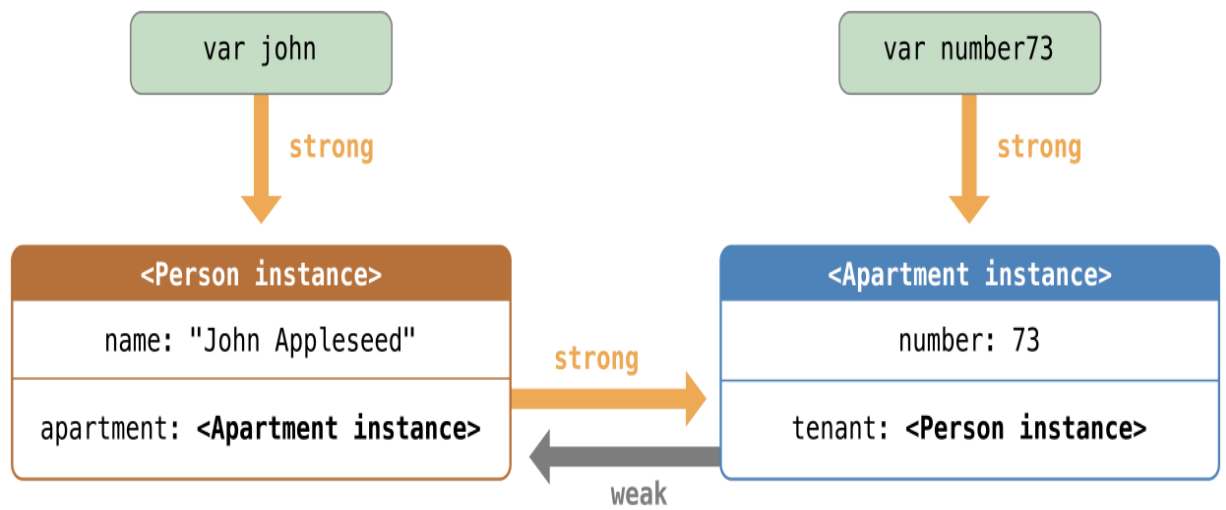 var john
var number73
strong
strong
<Person instance>
name: "John Appleseed"
apartment: <Apartment instance>
strong
weak
<Apartment instance>
number: 73
tenant: <Person instance>